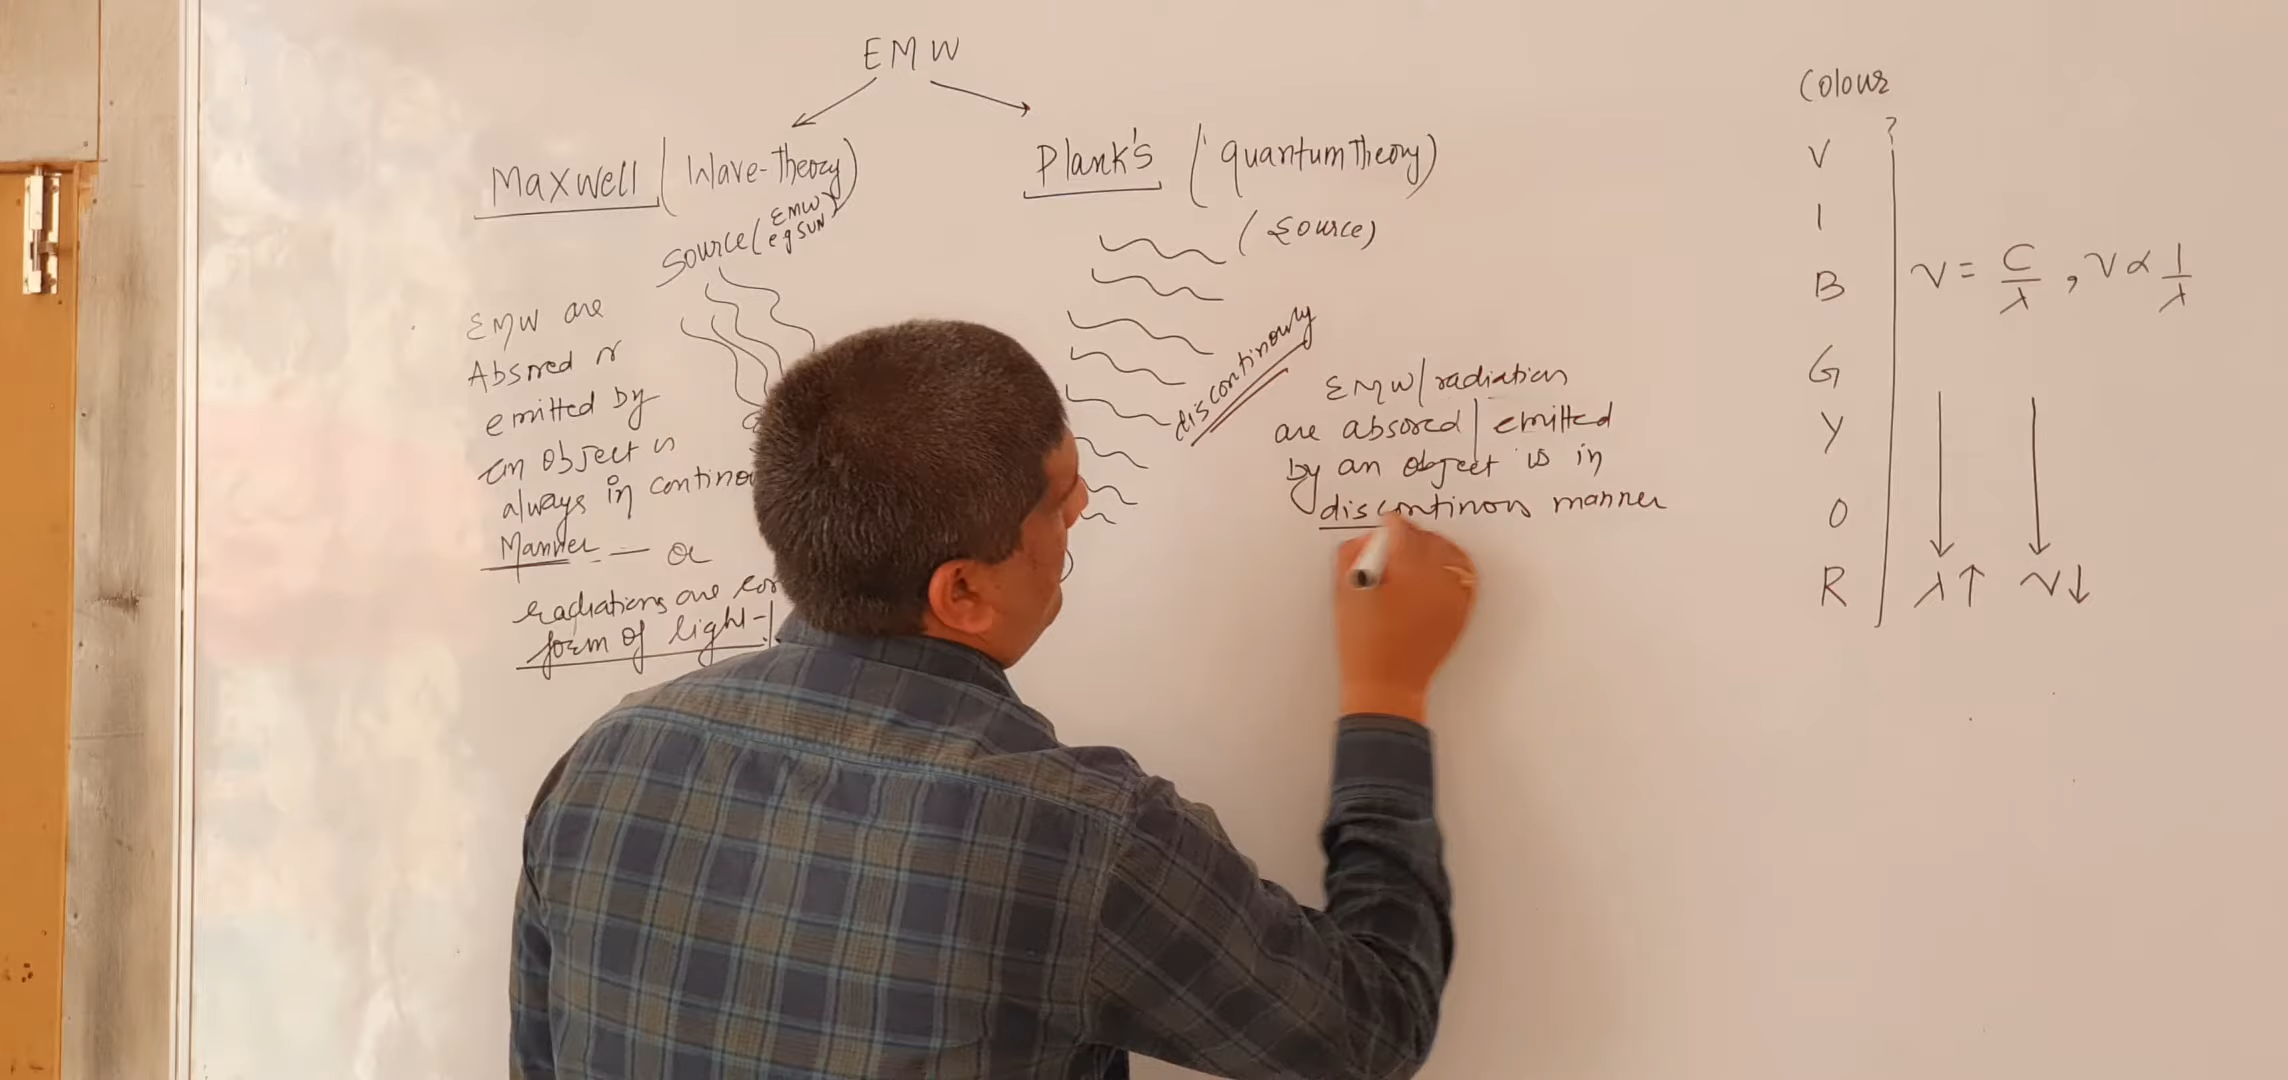 EMW
Maxwell (Wave-Theory)
Source (EMW
eg SUN)
EMW are
Absored or
emitted by
an object is
always in
Manner — or
radiations are
form of light
Plank's (quantum Theory)
(Source)
discontinously
EMW/radiation
are absored/emitted
by an object is in
discontinous manner
Colour
V
I
B
G
Y
O
R
ν = C/λ, ν ∝ 1/λ
λ↑ ν↓